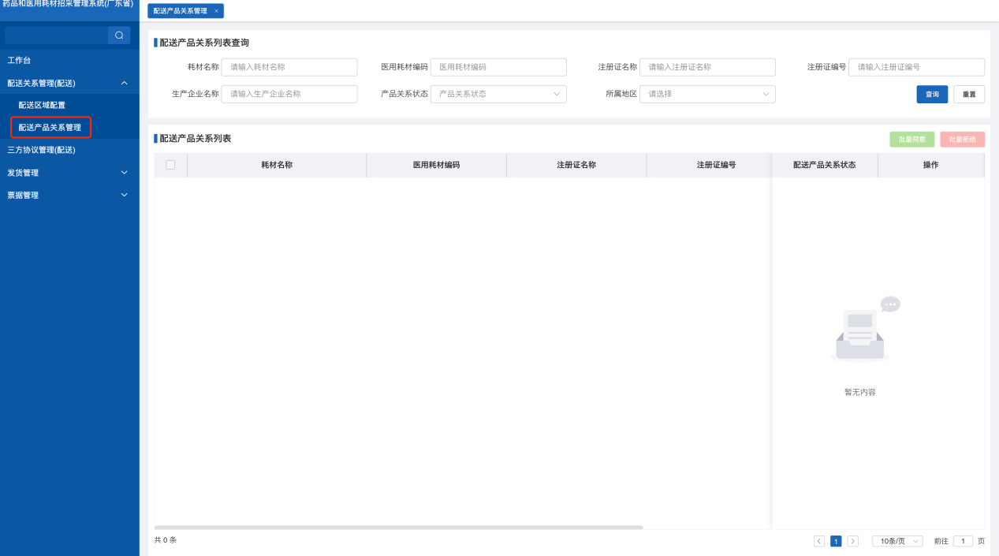 药品和医用耗材招采管理系统(广东省)
配送产品关系管理 ×
工作台
配送关系管理(配送)
配送区域配置
配送产品关系管理
三方协议管理(配送)
发货管理
票据管理
配送产品关系列表查询
耗材名称 请输入耗材名称 医用耗材编码 医用耗材编码 注册证名称 请输入注册证名称 注册证编号 请输入注册证编号
生产企业名称 请输入生产企业名称 产品关系状态 产品关系状态 所属地区 请选择 查询 重置
配送产品关系列表 批量同意 批量拒绝
耗材名称 医用耗材编码 注册证名称 注册证编号 配送产品关系状态 操作
暂无内容
共 0 条 < 1 > 10条/页 前往 1 页